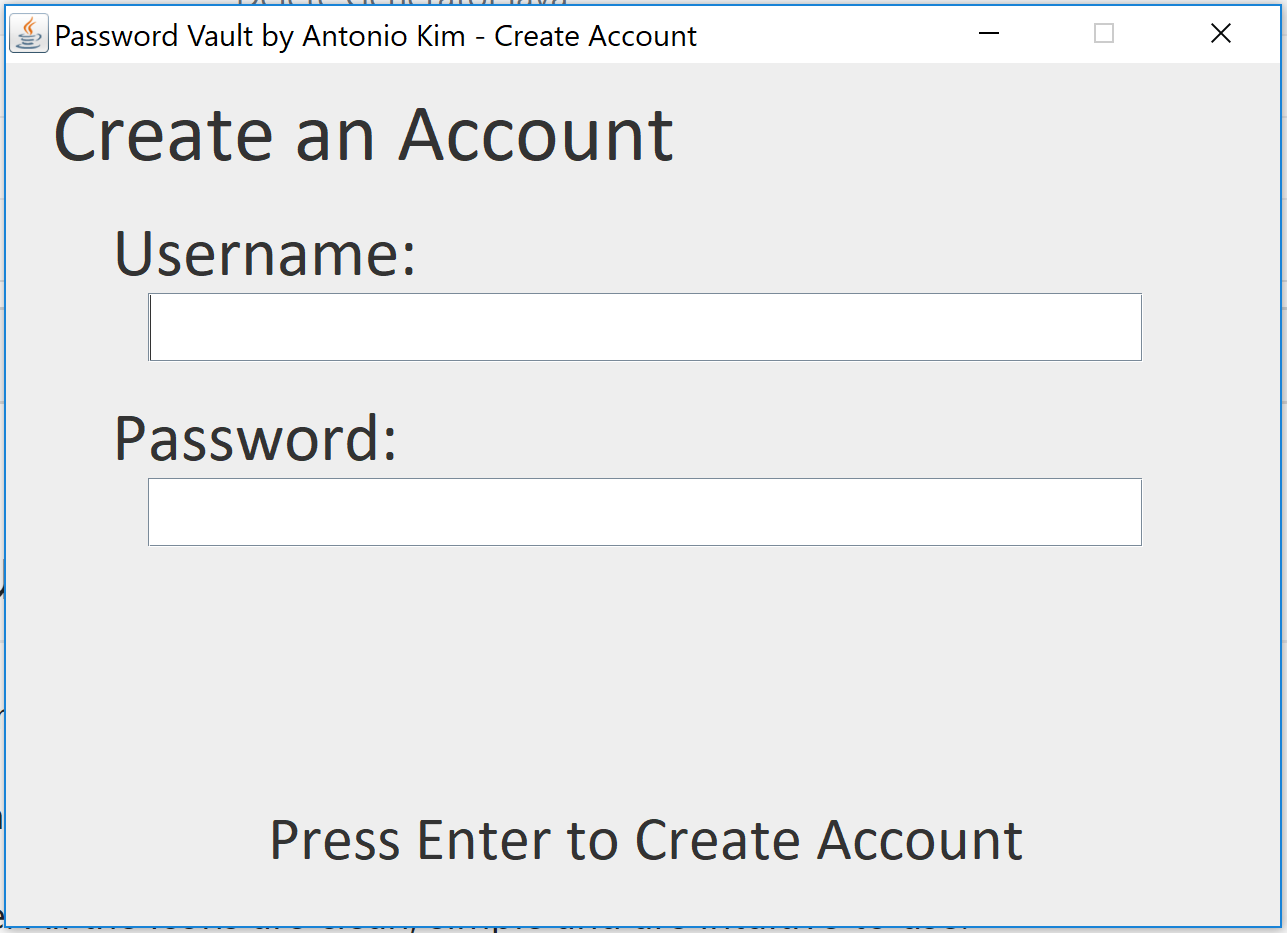 Password Vault by Antonio Kim - Create Account
Create an Account
Username:
Password:
Press Enter to Create Account